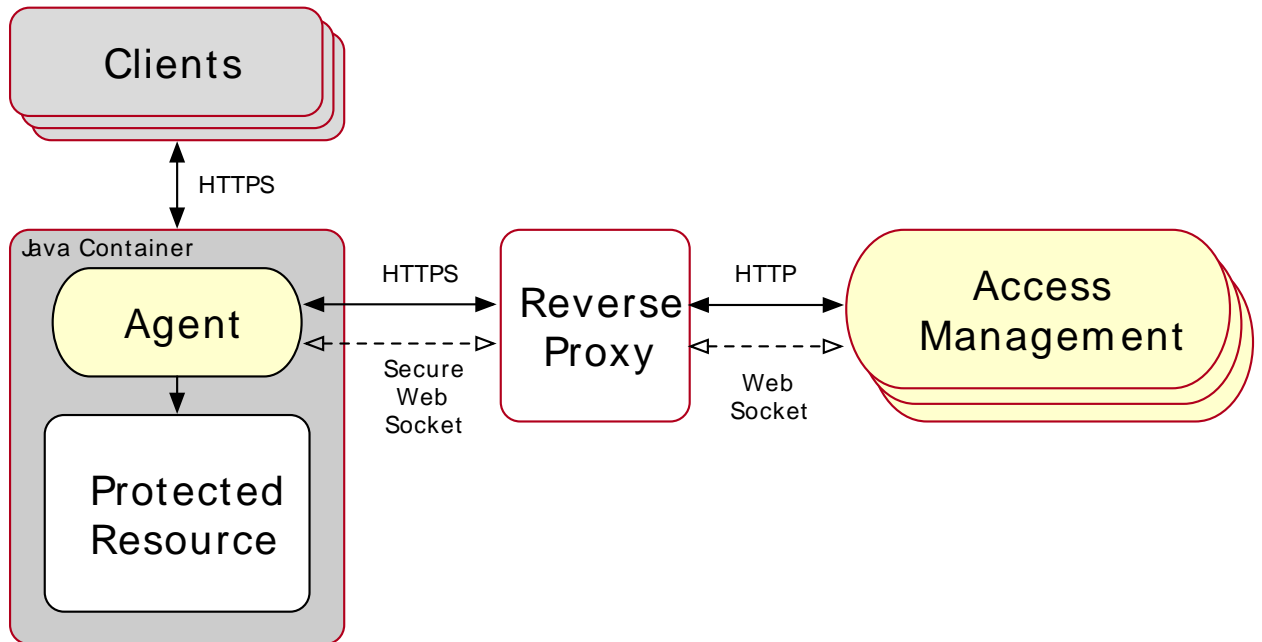 Clients
HTTPS
Java Container
Agent
HTTPS
Secure
Web
Socket
Reverse
Proxy
HTTP
Web
Socket
Access
Management
Protected
Resource